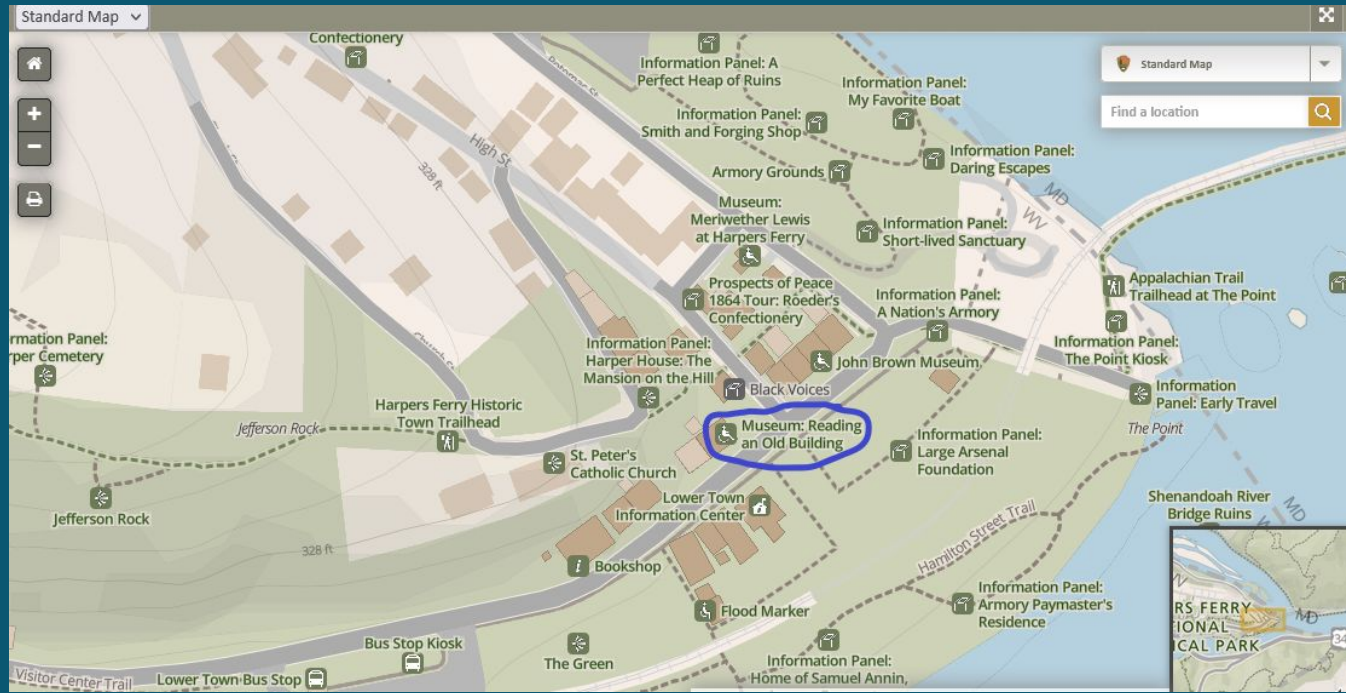 Standard Map
Standard Map
Find a location
Confectionery
Information Panel: A
Perfect Heap of Ruins
Information Panel:
My Favorite Boat
Information Panel:
Smith and Forging Shop
Information Panel:
Daring Escapes
High St
328 ft
Armory Grounds
MD
WV
Museum:
Meriwether Lewis
at Harpers Ferry
Information Panel:
Short-lived Sanctuary
Prospects of Peace
1864 Tour: Roeder's
Confectionery
Information Panel:
A Nation's Armory
Appalachian Trail
Trailhead at The Point
rmation Panel:
rper Cemetery
Church St
Information Panel:
Harper House: The
Mansion on the Hill
John Brown Museum
Information Panel:
The Point Kiosk
Black Voices
Information
Panel: Early Travel
Harpers Ferry Historic
Town Trailhead
Jefferson Rock
Museum: Reading
an Old Building
The Point
Information Panel:
Large Arsenal
Foundation
St. Peter's
Catholic Church
Lower Town
Information Center
Shenandoah River
Bridge Ruins
MD
Jefferson Rock
328 ft
Hamilton Street Trail
Bookshop
Information Panel:
Armory Paymaster's
Residence
Flood Marker
RS FERRY
TIONAL
ICAL PARK
MD
34
Bus Stop Kiosk
The Green
Information Panel:
Home of Samuel Annin,
Visitor Center Trail
Lower Town Bus Stop